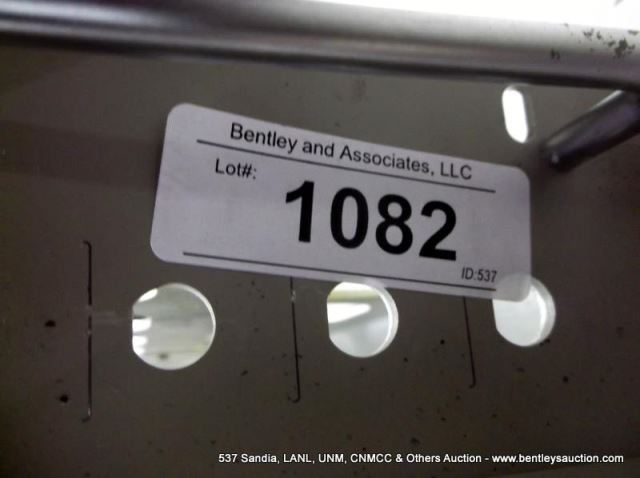 Bentley and Associates, LLC
Lot#:
1082
ID:537
537 Sandia, LANL, UNM, CNMCC & Others Auction - www.bentleysauction.com